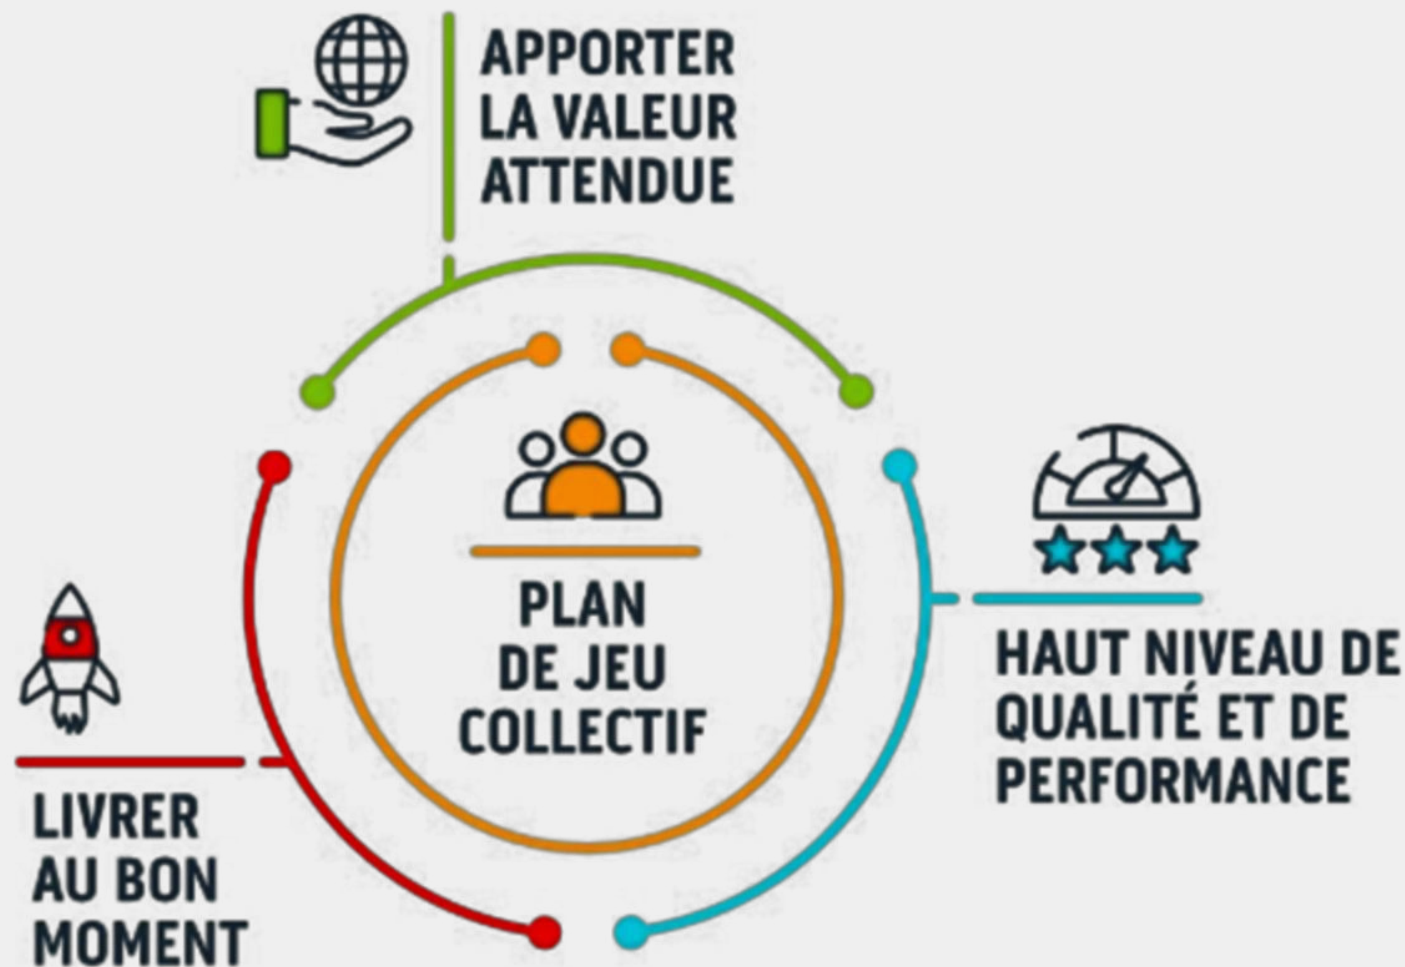 APPORTER
LA VALEUR
ATTENDUE
PLAN
DE JEU
COLLECTIF
HAUT NIVEAU DE
QUALITÉ ET DE
PERFORMANCE
LIVRER
AU BON
MOMENT